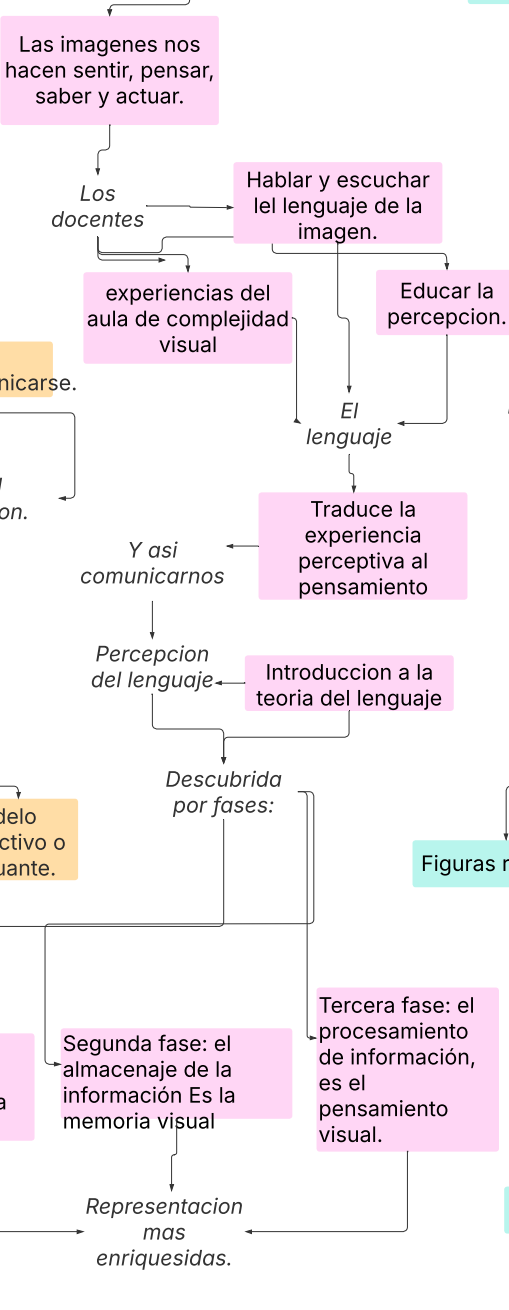 Las imagenes nos
hacen sentir, pensar,
saber y actuar.
Los
docentes
Hablar y escuchar
lel lenguaje de la
imagen.
experiencias del
aula de complejidad
visual
Educar la
percepcion.
nicarse.
El
lenguaje
on.
Traduce la
experiencia
perceptiva al
pensamiento
Y asi
comunicarnos
Percepcion
del lenguaje
Introduccion a la
teoria del lenguaje
Descubrida
por fases:
delo
ctivo o
uante.
Figuras r
Tercera fase: el
procesamiento
de información,
es el
pensamiento
visual.
Segunda fase: el
almacenaje de la
información Es la
memoria visual
a
Representacion
mas
enriquesidas.